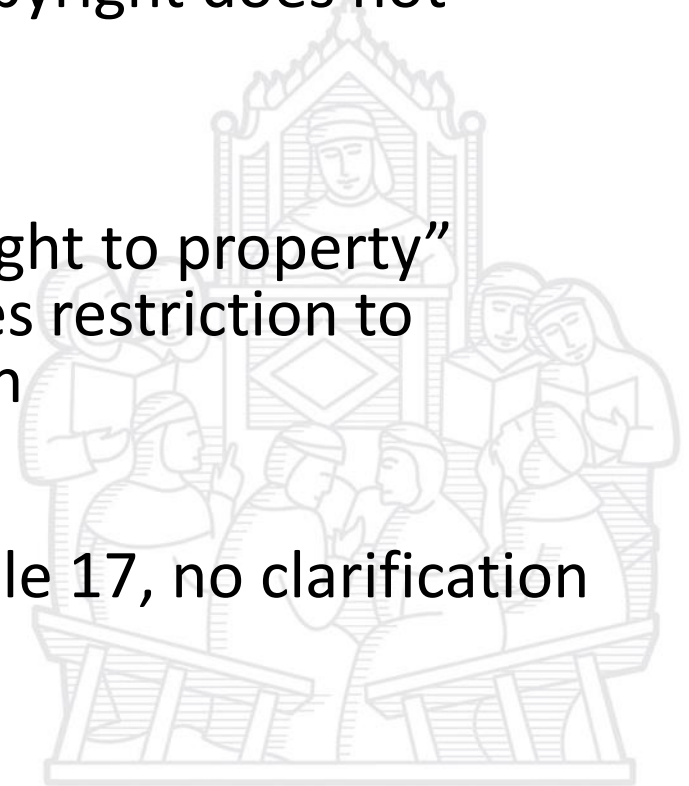 pyright does not
ght to property”
es restriction to
n
le 17, no clarification